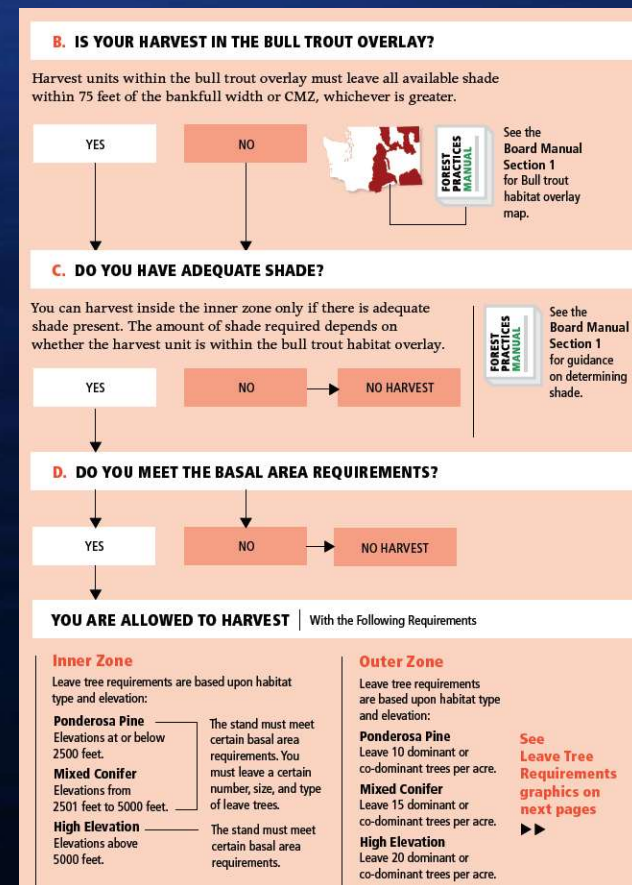 B. IS YOUR HARVEST IN THE BULL TROUT OVERLAY?
Harvest units within the bull trout overlay must leave all available shade
within 75 feet of the bankfull width or CMZ, whichever is greater.
YES
NO
FOREST
PRACTICES
MANUAL
See the
Board Manual
Section 1
for Bull trout
habitat overlay
map.
C. DO YOU HAVE ADEQUATE SHADE?
You can harvest inside the inner zone only if there is adequate
shade present. The amount of shade required depends on
whether the harvest unit is within the bull trout habitat overlay.
FOREST
PRACTICES
MANUAL
See the
Board Manual
Section 1
for guidance
on determining
shade.
YES
NO
NO HARVEST
D. DO YOU MEET THE BASAL AREA REQUIREMENTS?
YES
NO
NO HARVEST
YOU ARE ALLOWED TO HARVEST | With the Following Requirements
Inner Zone
Leave tree requirements are based upon habitat
type and elevation:
Ponderosa Pine
Elevations at or below
2500 feet.
Mixed Conifer
Elevations from
2501 feet to 5000 feet.
High Elevation
Elevations above
5000 feet.
The stand must meet
certain basal area
requirements. You
must leave a certain
number, size, and type
of leave trees.
The stand must meet
certain basal area
requirements.
Outer Zone
Leave tree requirements
are based upon habitat type
and elevation:
Ponderosa Pine
Leave 10 dominant or
co-dominant trees per acre.
Mixed Conifer
Leave 15 dominant or
co-dominant trees per acre.
High Elevation
Leave 20 dominant or
co-dominant trees per acre.
See
Leave Tree
Requirements
graphics on
next pages